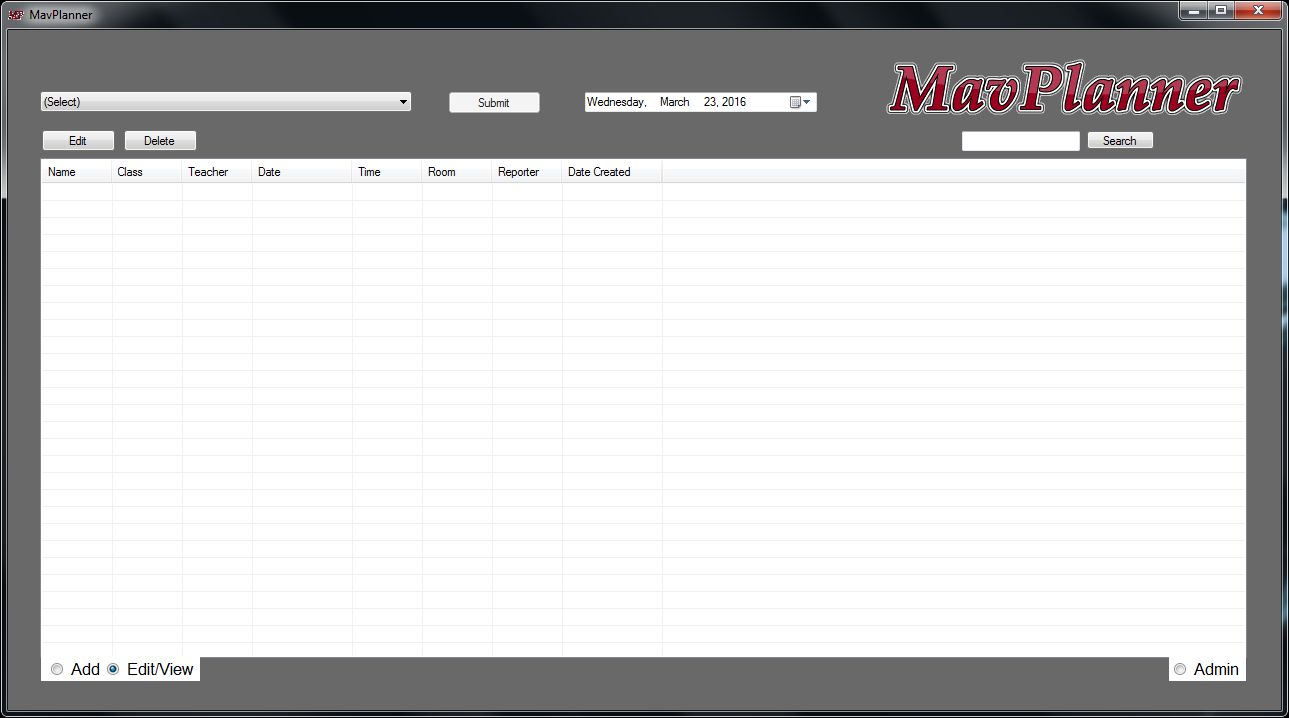 MavPlanner
MavPlanner
(Select)
Submit
Wednesday, March 23, 2016
Edit
Delete
Search
Name Class Teacher Date Time Room Reporter Date Created
Add Edit/View
Admin